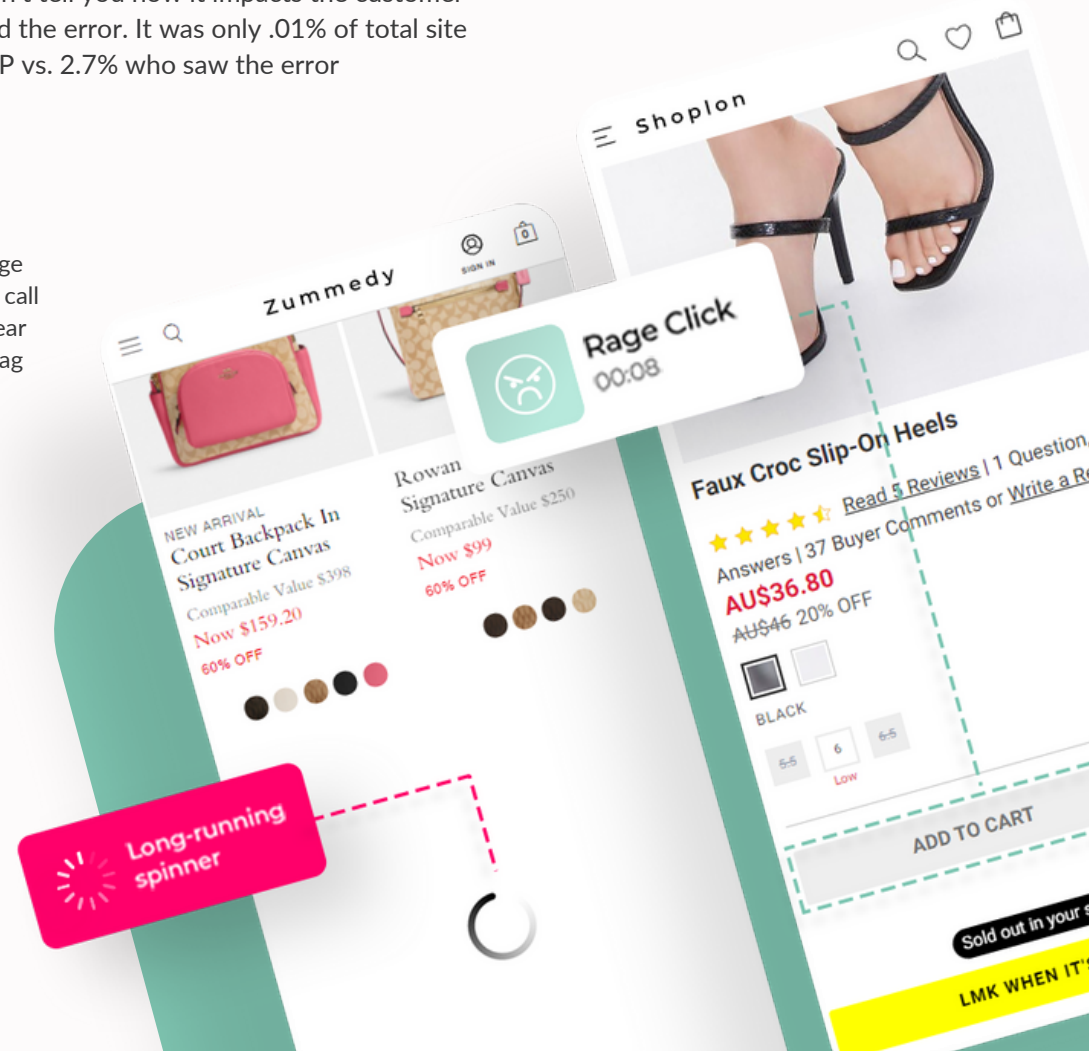 d the error. It was only .01% of total site
P vs. 2.7% who saw the error
ge
call
ear
ag
Shoplon
Zummedy
SIGN IN
0
Rage Click
00:08
NEW ARRIVAL
Court Backpack In
Signature Canvas
Comparable Value $398
Now $159.20
60% OFF
Rowan
Signature Canvas
Comparable Value $250
Now $99
60% OFF
Long-running
spinner
Faux Croc Slip-On Heels
Read 5 Reviews | 1 Question,
Answers | 37 Buyer Comments or Write a Re
AU$36.80
AU$46 20% OFF
BLACK
5.5 6 6.5
Low
ADD TO CART
Sold out in your s
LMK WHEN IT'S